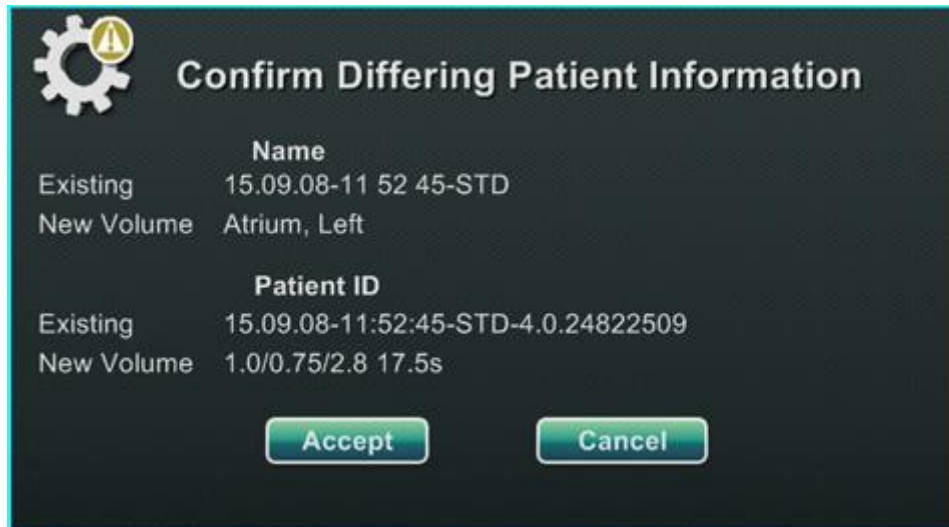 Confirm Differing Patient Information
Name
Existing 15.09.08-11 52 45-STD
New Volume Atrium, Left
Patient ID
Existing 15.09.08-11:52:45-STD-4.0.24822509
New Volume 1.0/0.75/2.8 17.5s
Accept Cancel